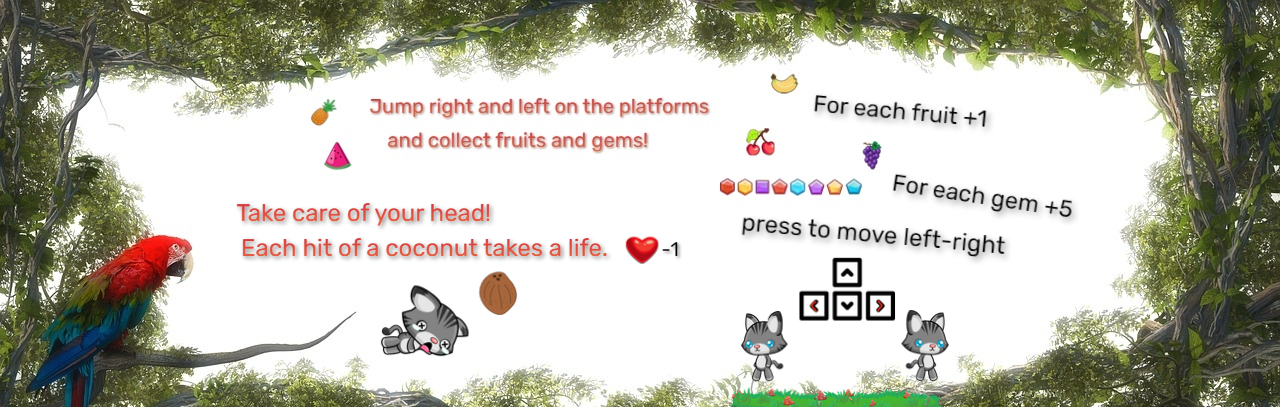 Jump right and left on the platforms
and collect fruits and gems!
Take care of your head!
Each hit of a coconut takes a life.
-1
For each fruit +1
For each gem +5
press to move left-right